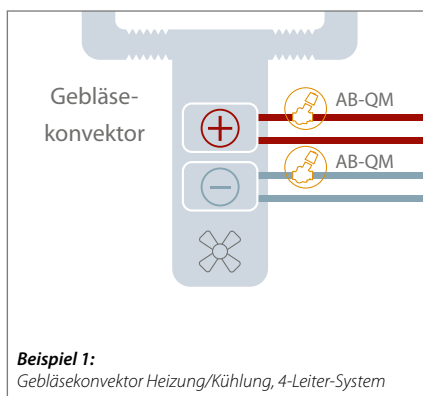 Gebläse-
konvektor
AB-QM
AB-QM
Beispiel 1:
Gebläsekonvektor Heizung/Kühlung, 4-Leiter-System